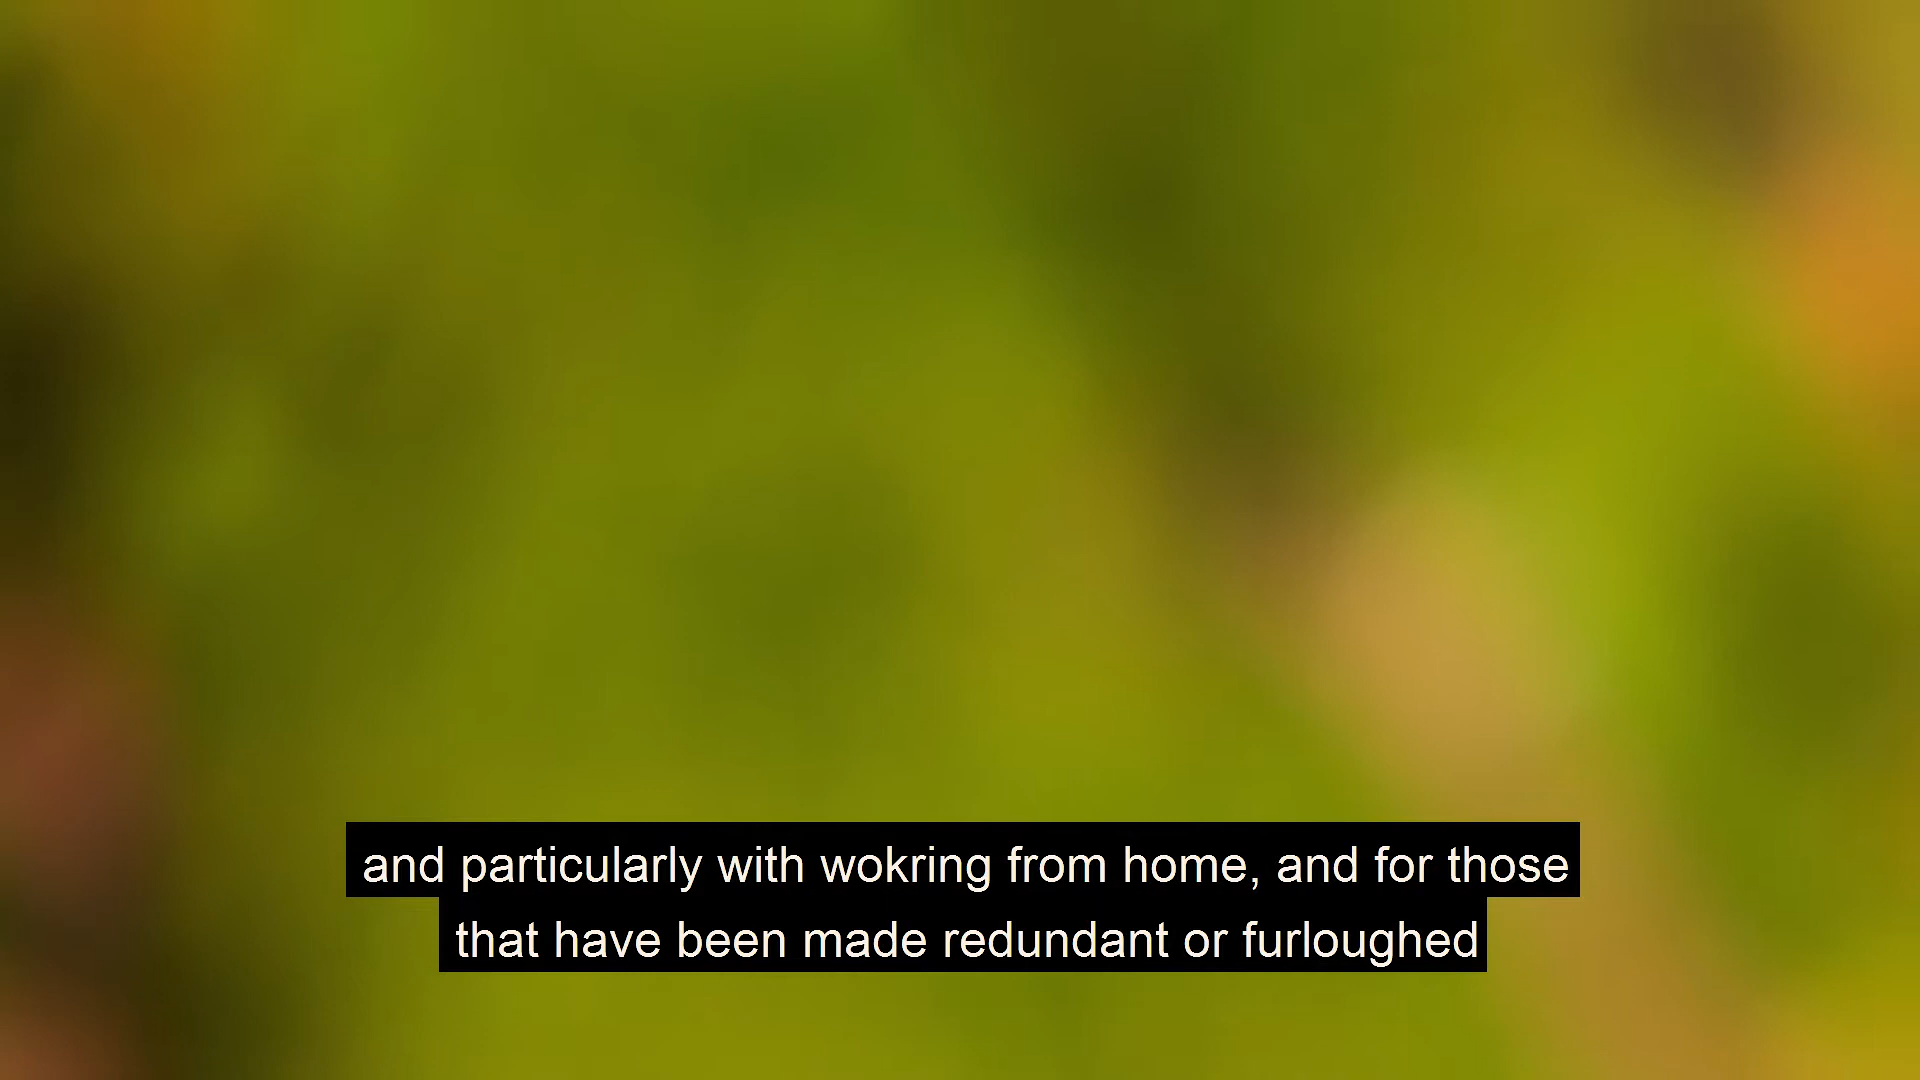 and particularly with wokring from home, and for those
that have been made redundant or furloughed